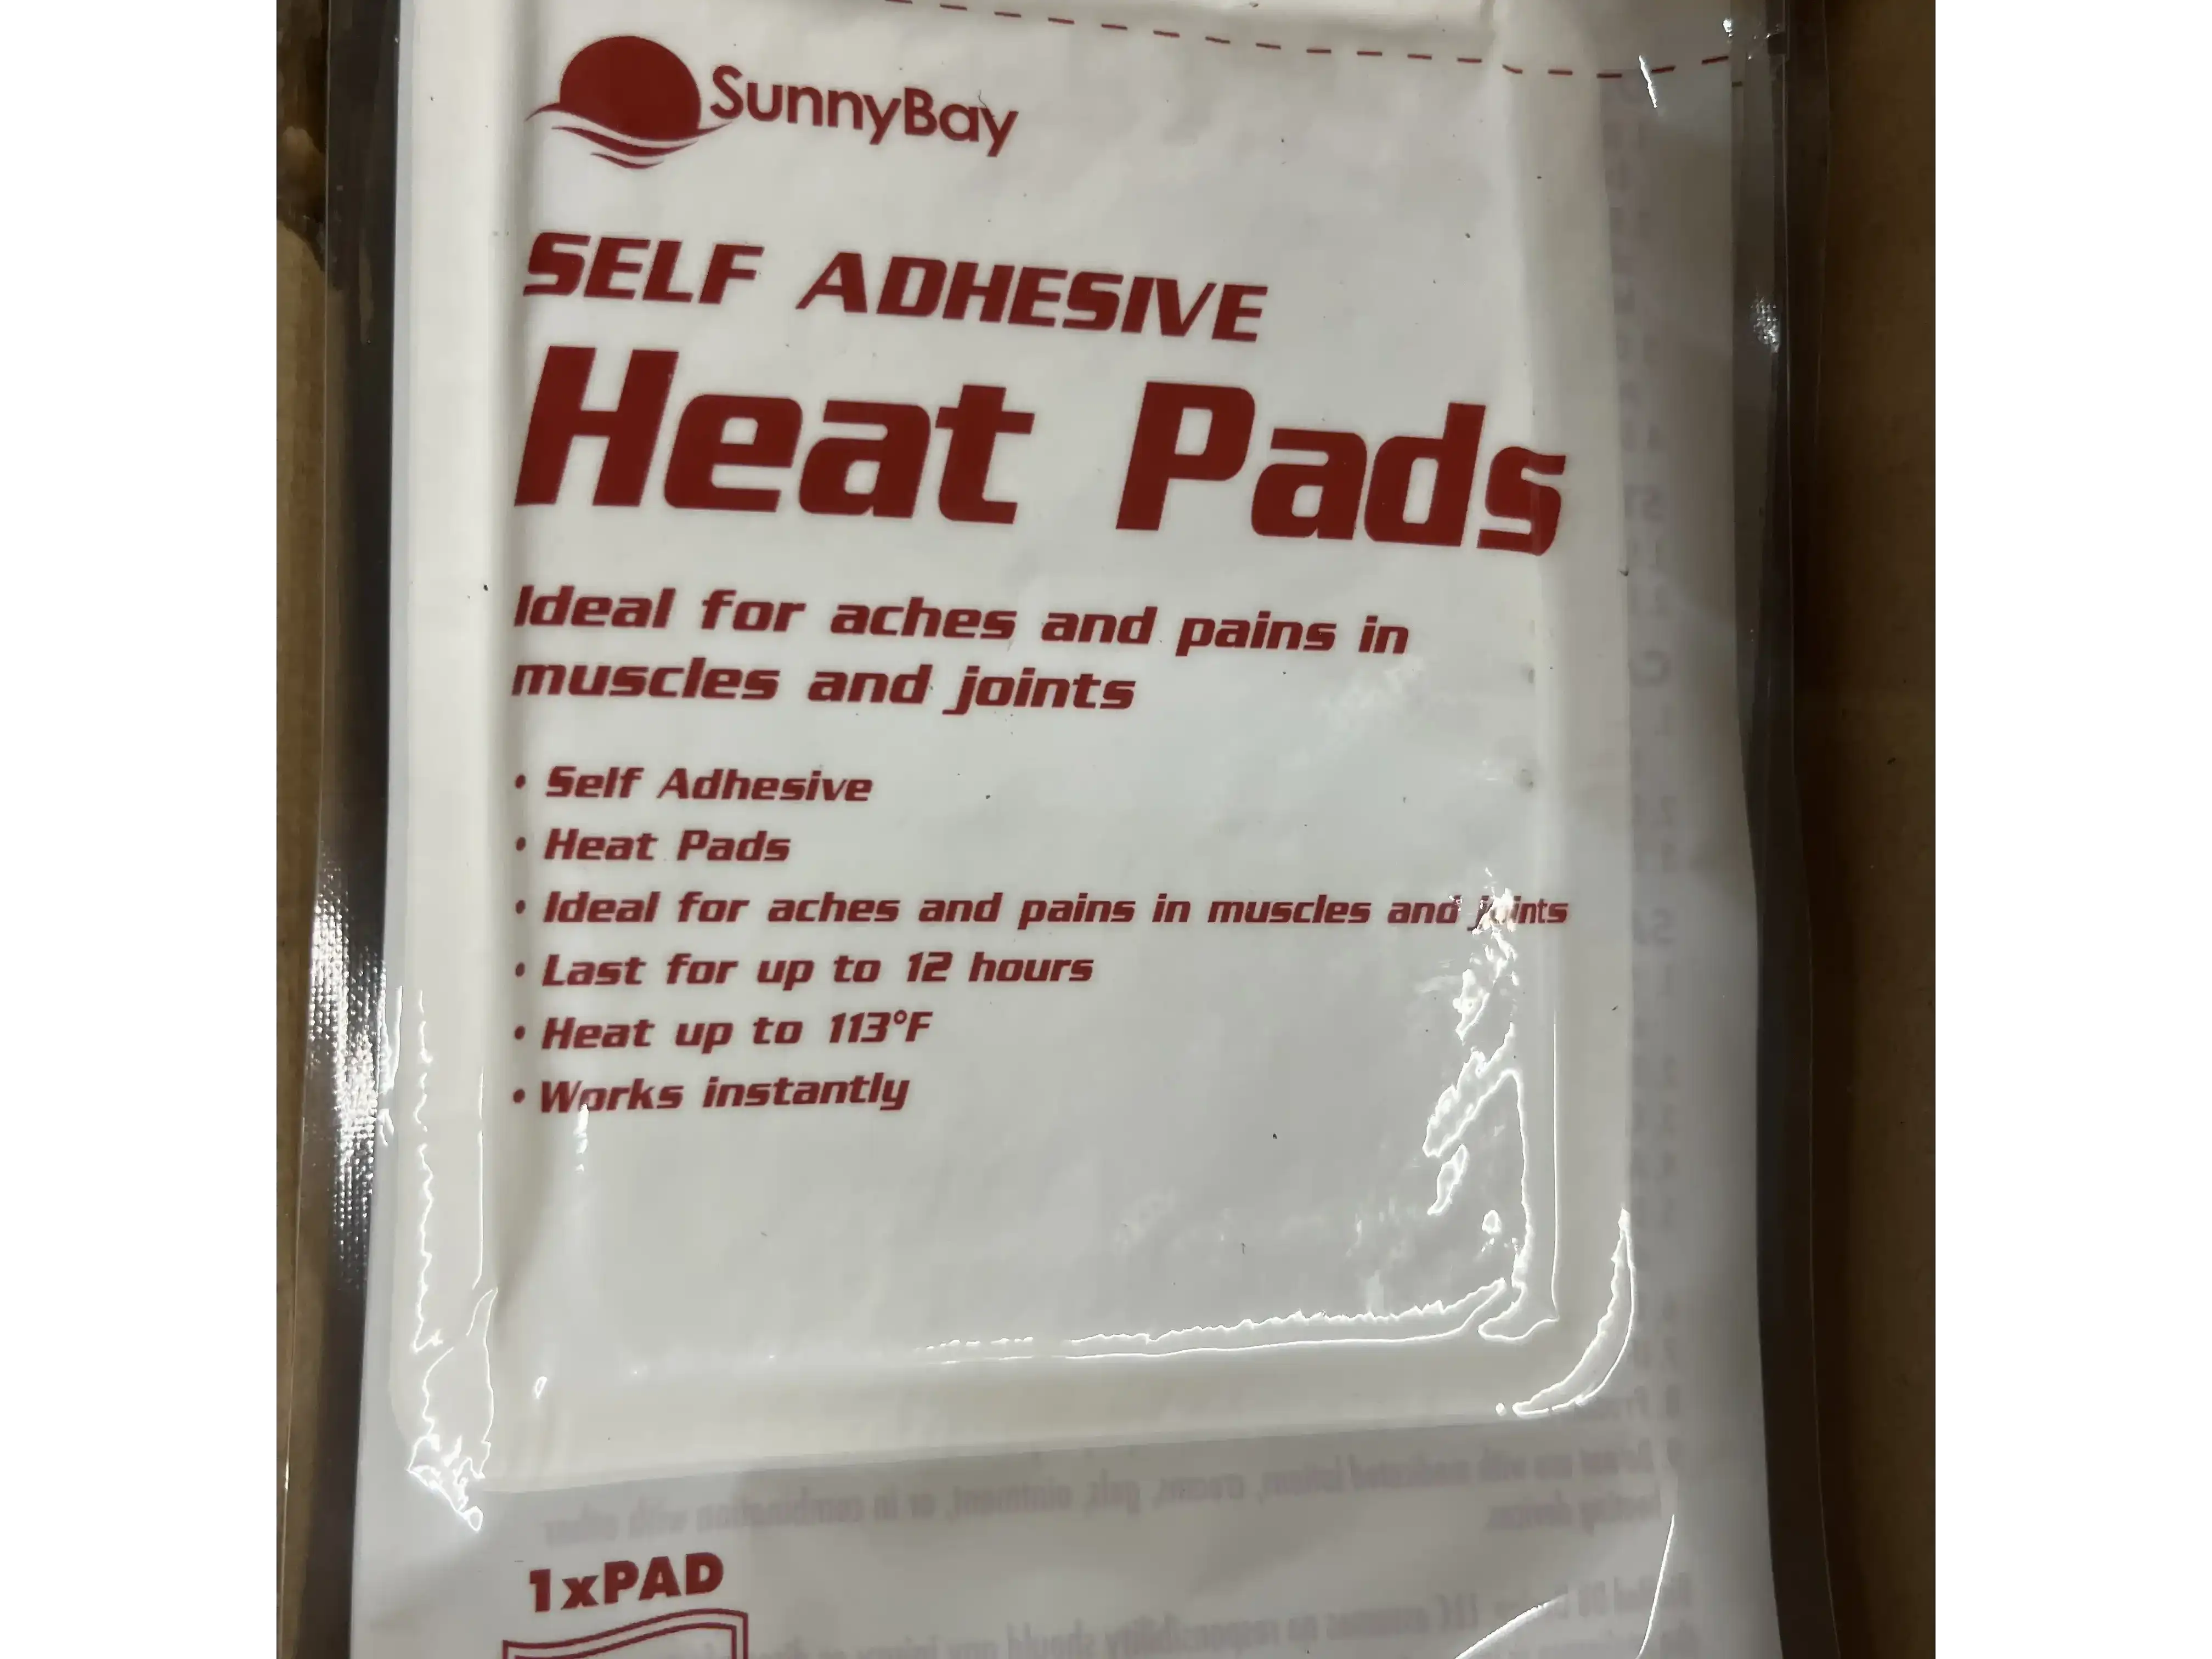 SunnyBay
SELF ADHESIVE
Heat Pads
Ideal for aches and pains in
muscles and joints
• Self Adhesive
• Heat Pads
• Ideal for aches and pains in muscles and joints
• Last for up to 12 hours
• Heat up to 113°F
• Works instantly
1xPAD